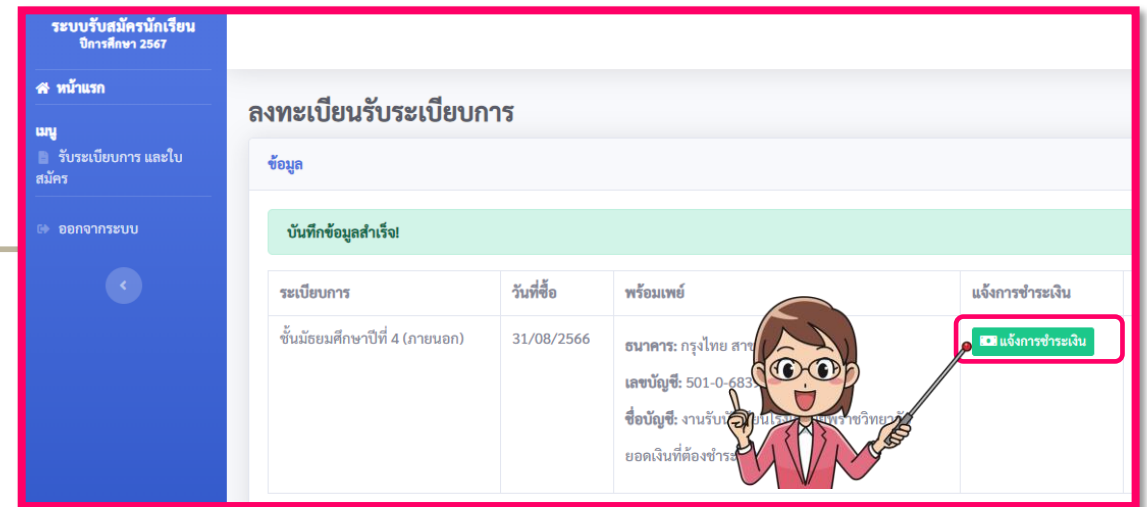 ระบบรับสมัครนักเรียน
ปีการศึกษา 2567
หน้าแรก
เมนู
รับระเบียบการ และใบ
สมัคร
ออกจากระบบ
ลงทะเบียนรับระเบียบการ
ข้อมูล
บันทึกข้อมูลสำเร็จ!
ระเบียบการ วันที่ซื้อ พร้อมเพย์ แจ้งการชำระเงิน
ชั้นมัธยมศึกษาปีที่ 4 (ภายนอก) 31/08/2566 ธนาคาร: กรุงไทย แจ้งการชำระเงิน
เลขบัญชี: 501-0-683
ชื่อบัญชี:
ยอดเงินที่ต้องชำระ